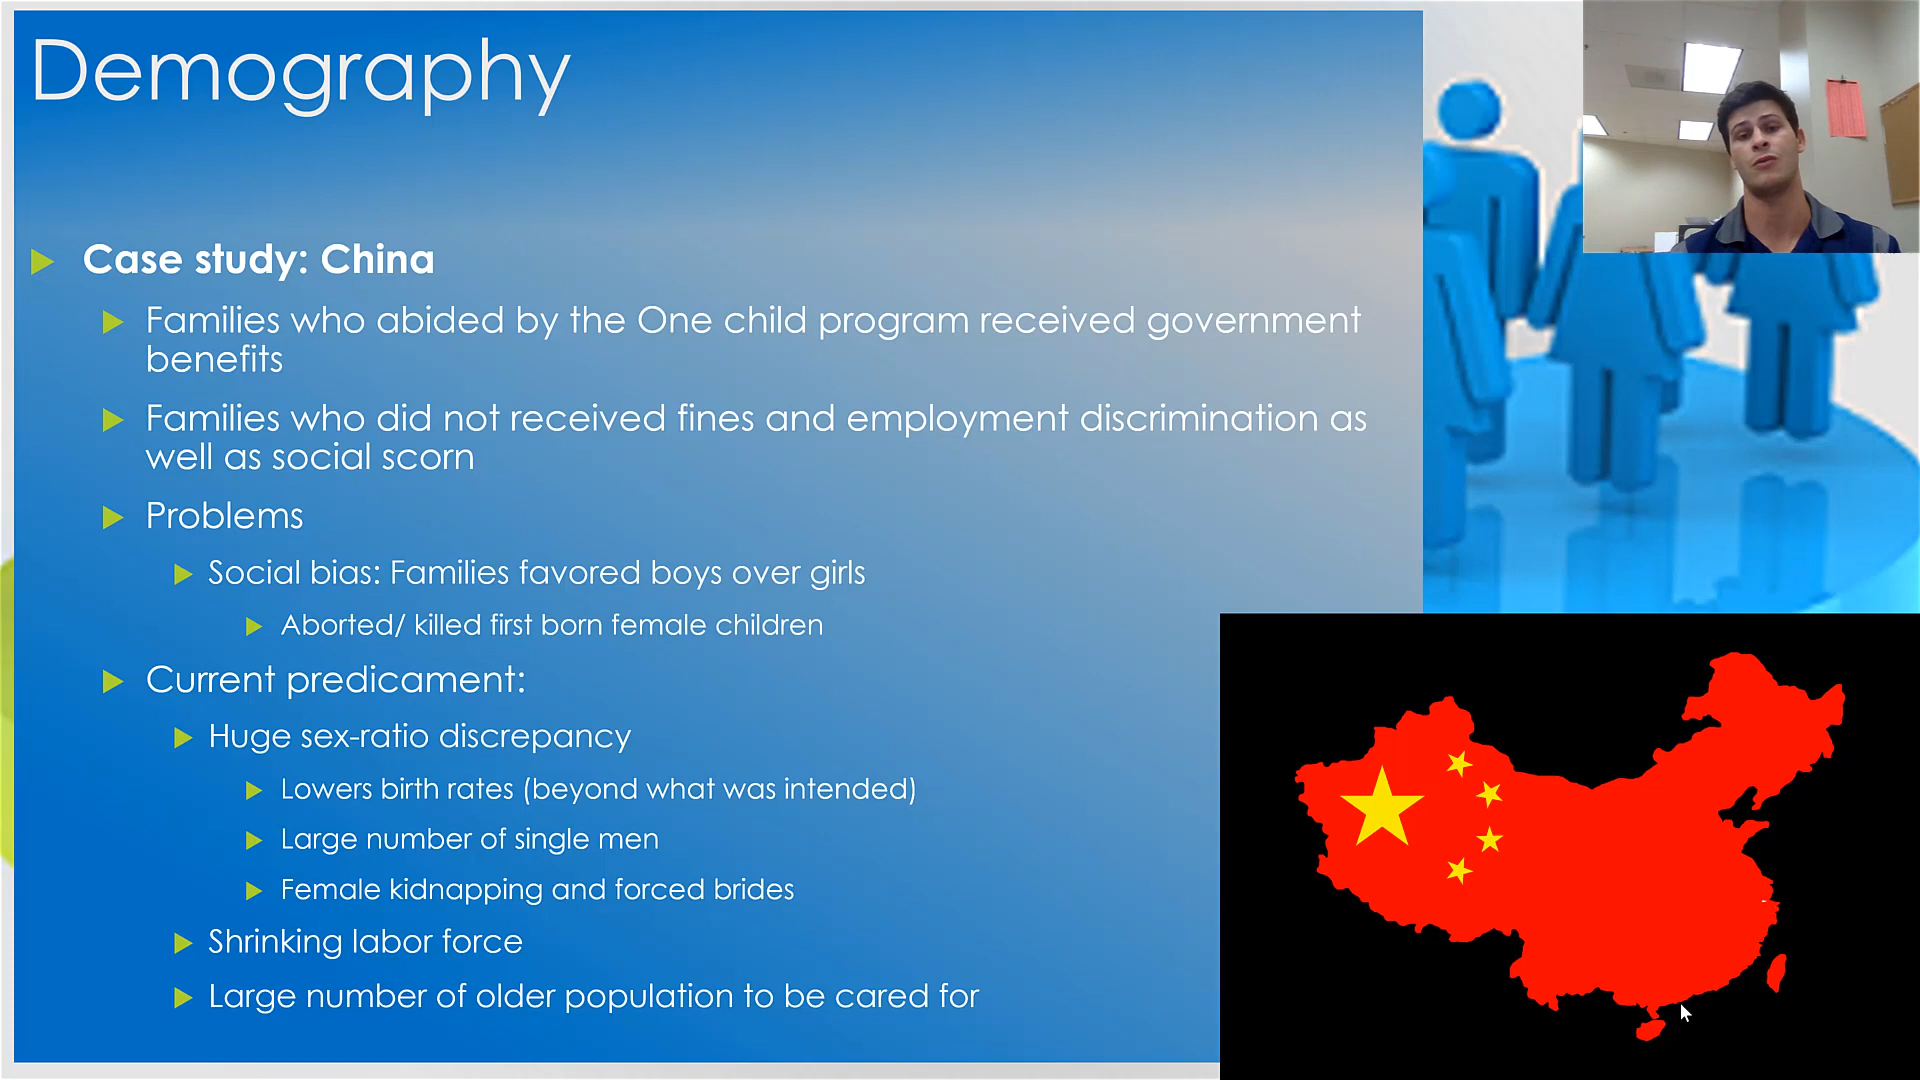 Demography
Case study: China
Families who abided by the One child program received government
benefits
Families who did not received fines and employment discrimination as
well as social scorn
Problems
Social bias: Families favored boys over girls
Aborted/ killed first born female children
Current predicament:
Huge sex-ratio discrepancy
Lowers birth rates (beyond what was intended)
Large number of single men
Female kidnapping and forced brides
Shrinking labor force
Large number of older population to be cared for